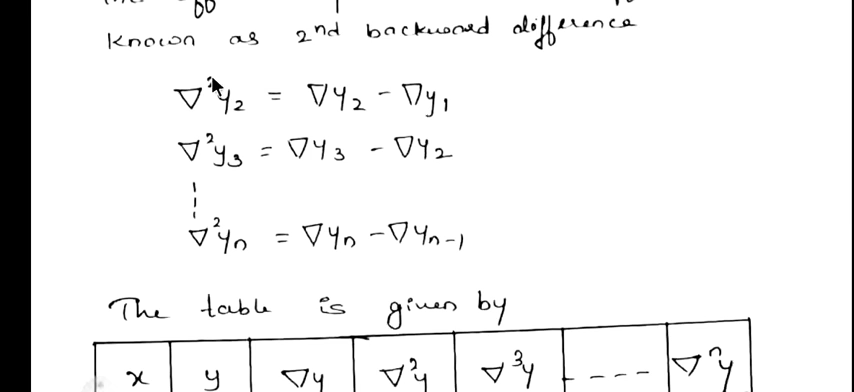 known as 2nd backward difference
∇²y₂ = ∇y₂ - ∇y₁
∇²y₃ = ∇y₃ - ∇y₂
∇²yₙ = ∇yₙ - ∇yₙ₋₁
The table is given by
x y ∇y ∇²y ∇³y ---- ∇ⁿy